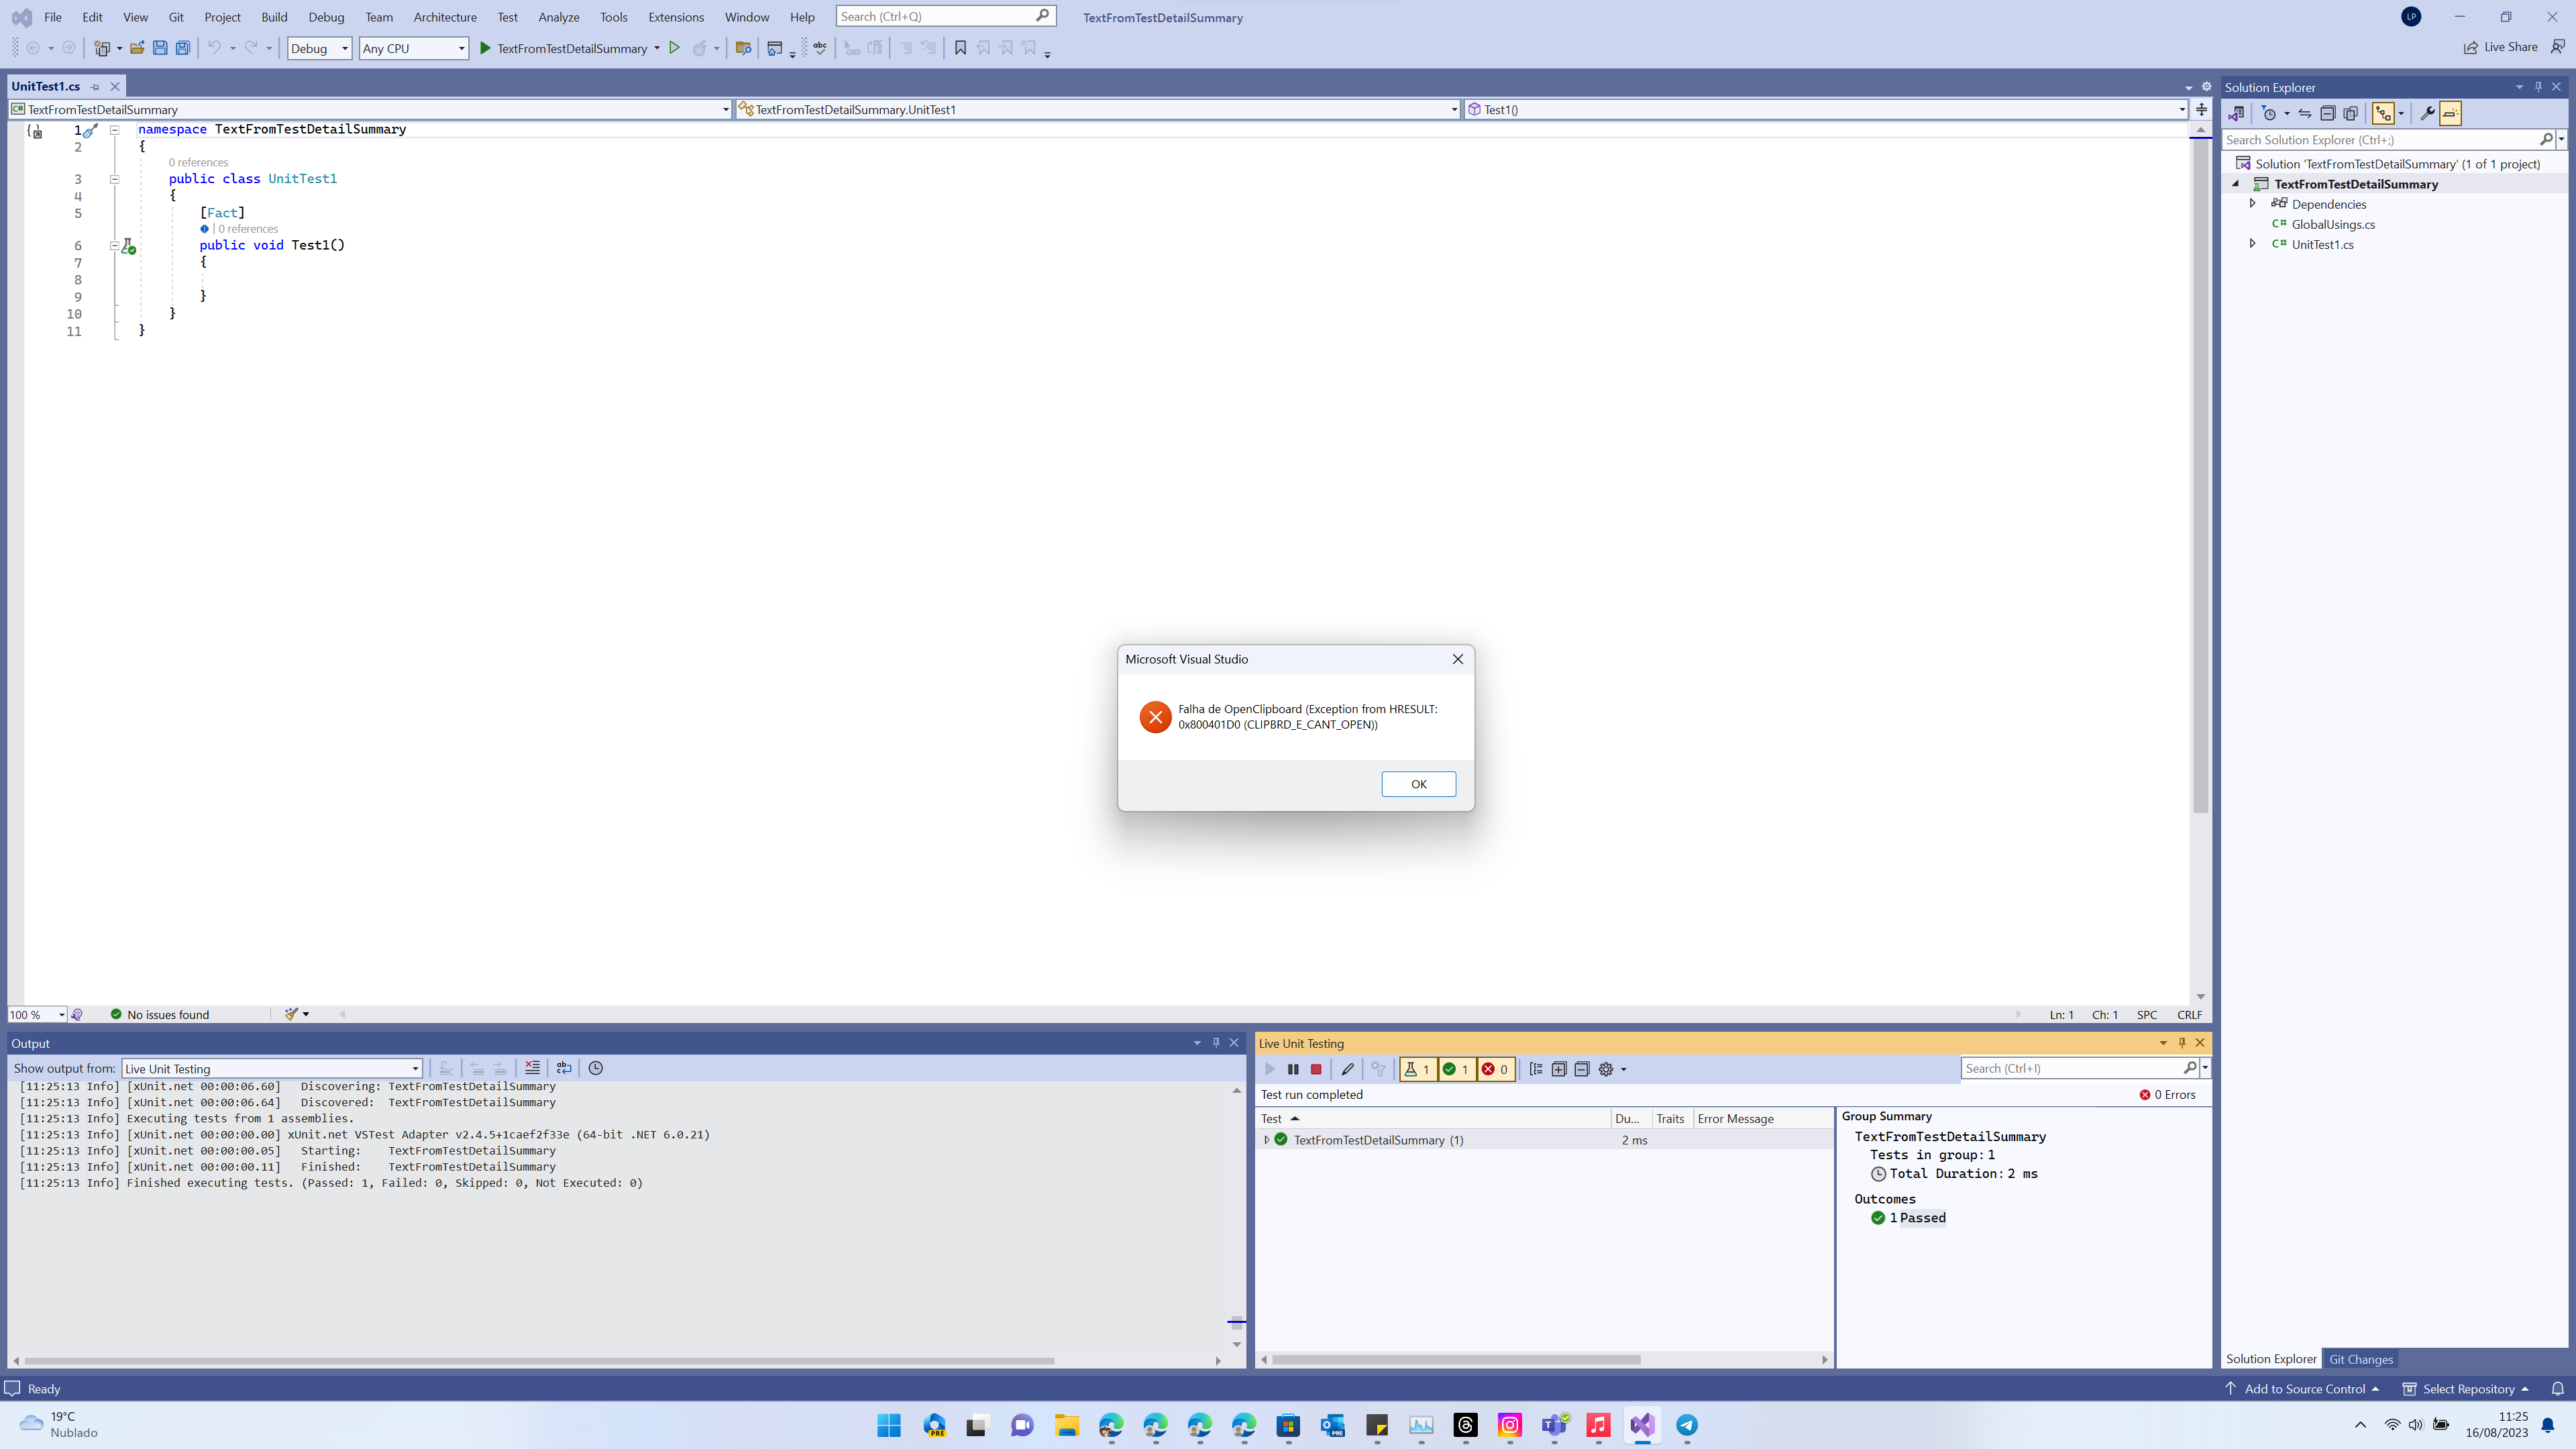 File Edit View Git Project Build Debug Team Architecture Test Analyze Tools Extensions Window Help Search (Ctrl+Q) TextFromTestDetailSummary LP
Debug Any CPU TextFromTestDetailSummary Live Share
UnitTest1.cs
TextFromTestDetailSummary TextFromTestDetailSummary.UnitTest1 Test1()
1 namespace TextFromTestDetailSummary
2 {
0 references
3 public class UnitTest1
4 {
5 [Fact]
| 0 references
6 public void Test1()
7 {
8
9 }
10 }
11 }
Microsoft Visual Studio
Falha de OpenClipboard (Exception from HRESULT:
0x800401D0 (CLIPBRD_E_CANT_OPEN))
OK
100 % No issues found Ln: 1 Ch: 1 SPC CRLF
Output
Show output from: Live Unit Testing
[11:25:13 Info] [xUnit.net 00:00:06.60] Discovering: TextFromTestDetailSummary
[11:25:13 Info] [xUnit.net 00:00:06.64] Discovered: TextFromTestDetailSummary
[11:25:13 Info] Executing tests from 1 assemblies.
[11:25:13 Info] [xUnit.net 00:00:00.00] xUnit.net VSTest Adapter v2.4.5+1caef2f33e (64-bit .NET 6.0.21)
[11:25:13 Info] [xUnit.net 00:00:00.05] Starting: TextFromTestDetailSummary
[11:25:13 Info] [xUnit.net 00:00:00.11] Finished: TextFromTestDetailSummary
[11:25:13 Info] Finished executing tests. (Passed: 1, Failed: 0, Skipped: 0, Not Executed: 0)
Live Unit Testing
1 1 0 Search (Ctrl+I)
Test run completed 0 Errors
Test Du... Traits Error Message
TextFromTestDetailSummary (1) 2 ms
Group Summary
TextFromTestDetailSummary
Tests in group: 1
Total Duration: 2 ms
Outcomes
1 Passed
Solution Explorer
Search Solution Explorer (Ctrl+;)
Solution 'TextFromTestDetailSummary' (1 of 1 project)
TextFromTestDetailSummary
Dependencies
C# GlobalUsings.cs
C# UnitTest1.cs
Solution Explorer Git Changes
Ready Add to Source Control Select Repository
19°C
Nublado
PRE
PRE
11:25
16/08/2023